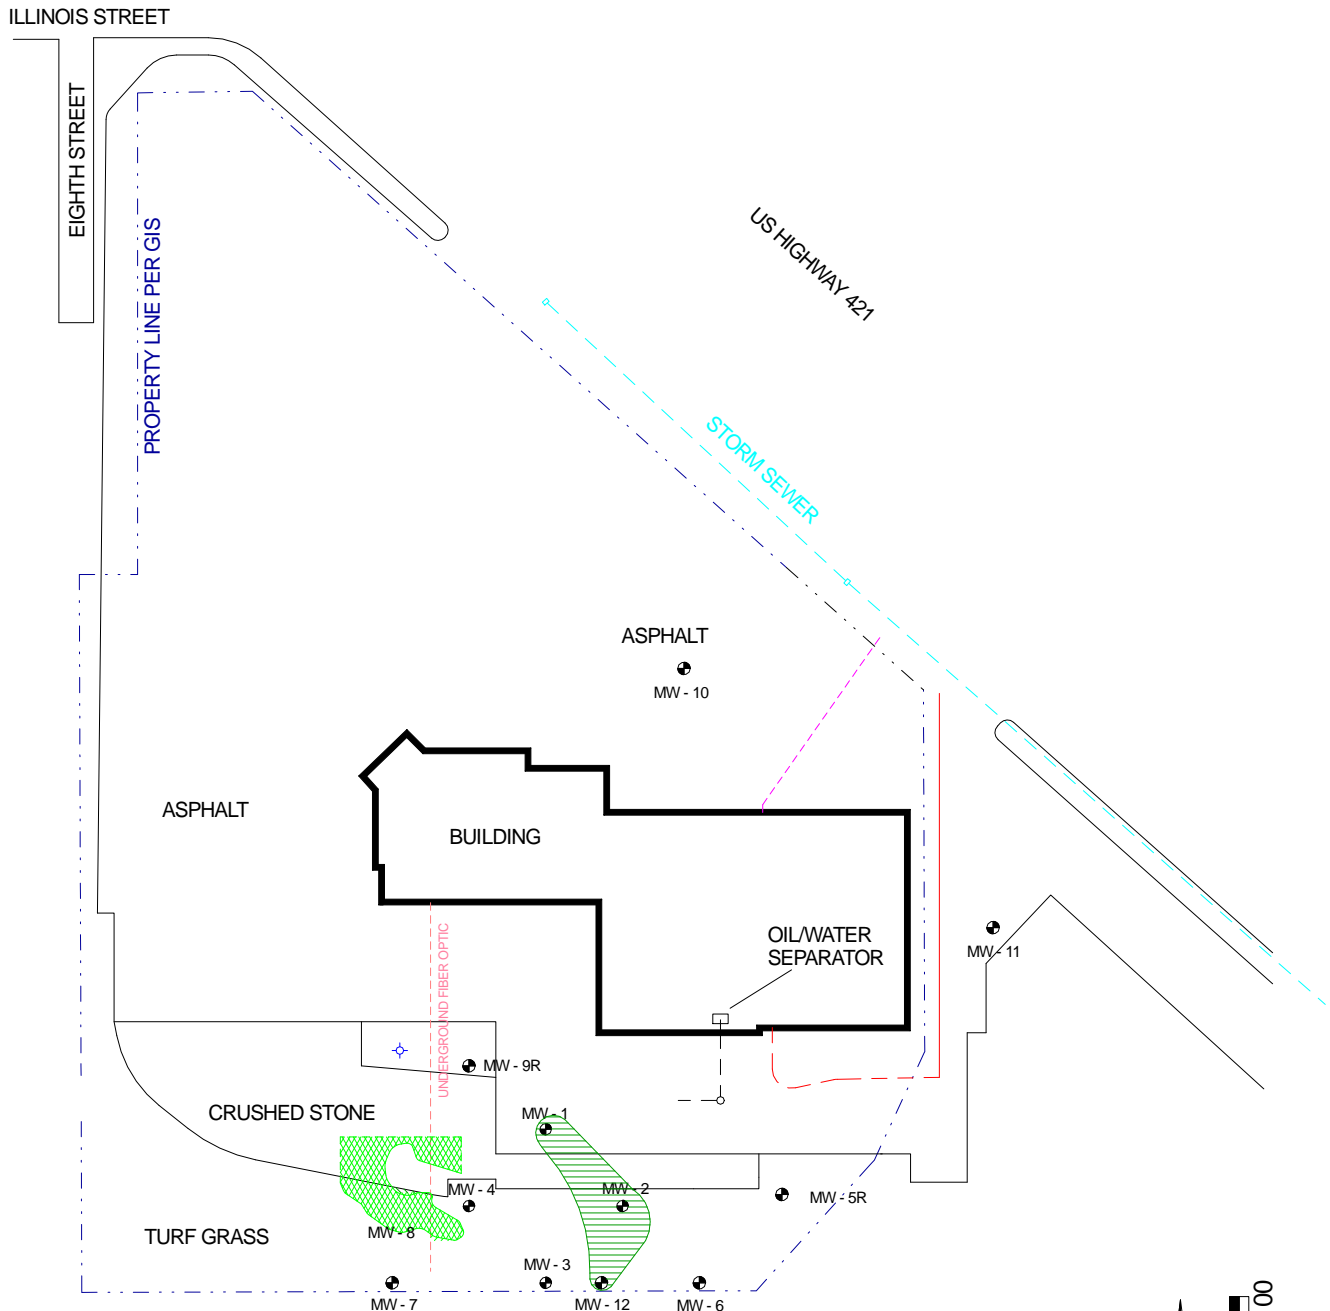 ILLINOIS STREET
EIGHTH STREET
PROPERTY LINE PER GIS
US HIGHWAY 421
STORM SEWER
ASPHALT
MW - 10
ASPHALT
BUILDING
OIL/WATER
SEPARATOR
MW - 11
UNDERGROUND FIBER OPTIC
MW - 9R
CRUSHED STONE
MW - 1
MW - 4
MW - 2
MW - 5R
MW - 8
TURF GRASS
MW - 3
MW - 7
MW - 12
MW - 6